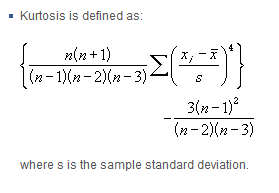 ▪ Kurtosis is defined as:
{ n(n+1) / (n−1)(n−2)(n−3) ∑ ( (x_j − x̄) / s )^4 }
− 3(n−1)² / (n−2)(n−3)
where s is the sample standard deviation.